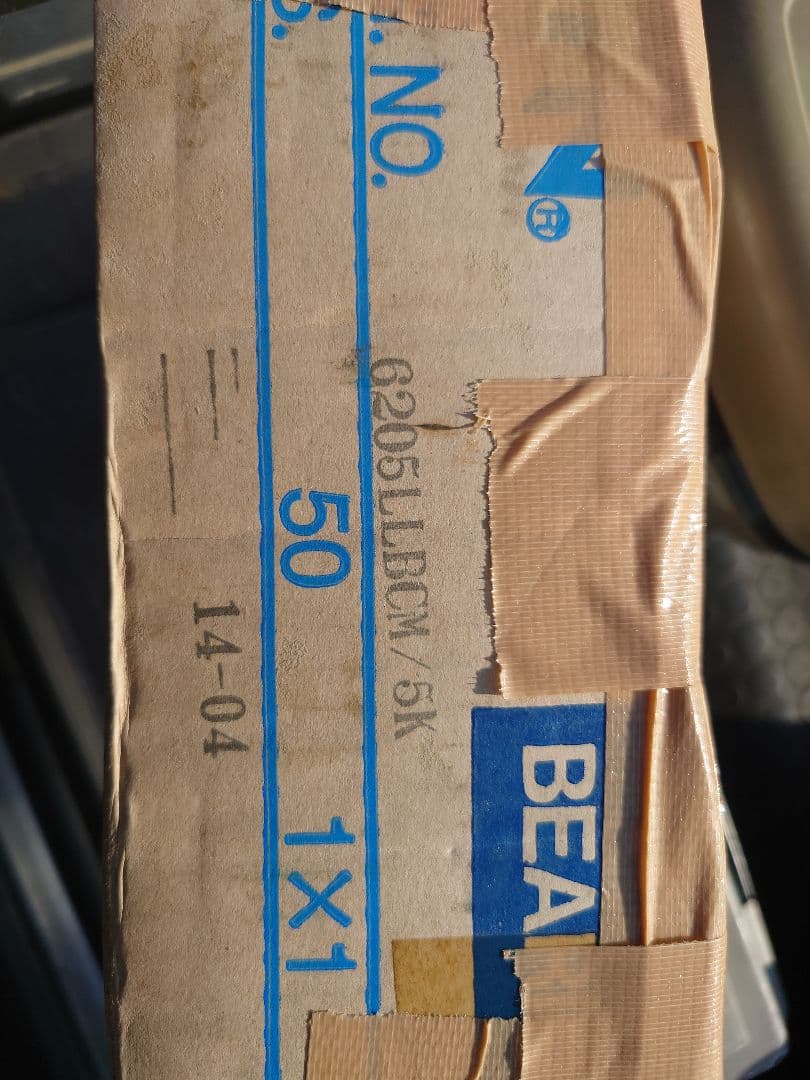 ®
BEA
. NO. 6205LLBCM/5K
50 1X1
14-04